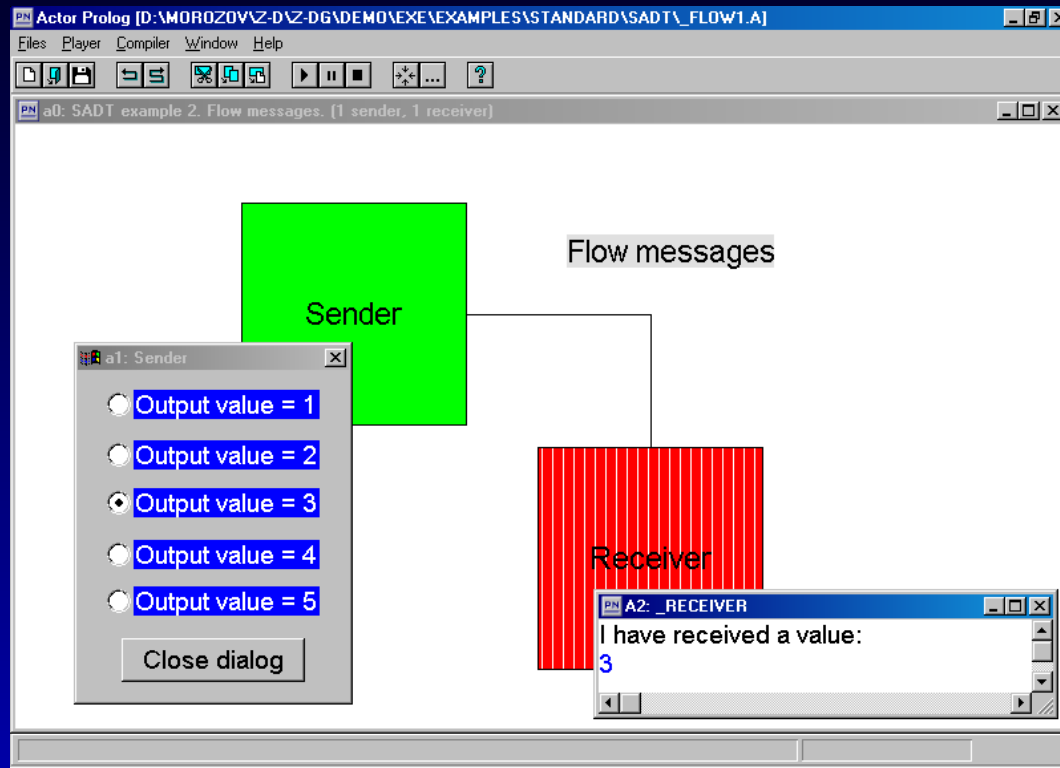 Actor Prolog [D:\MOROZOV\Z-D\Z-DG\DEMO\EXE\EXAMPLES\STANDARD\SADT\_FLOW1.A]
Files Player Compiler Window Help
a0: SADT example 2. Flow messages. (1 sender, 1 receiver)
Flow messages
Sender
a1: Sender
Output value = 1
Output value = 2
Output value = 3
Output value = 4
Output value = 5
Close dialog
Receiver
A2: _RECEIVER
I have received a value:
3